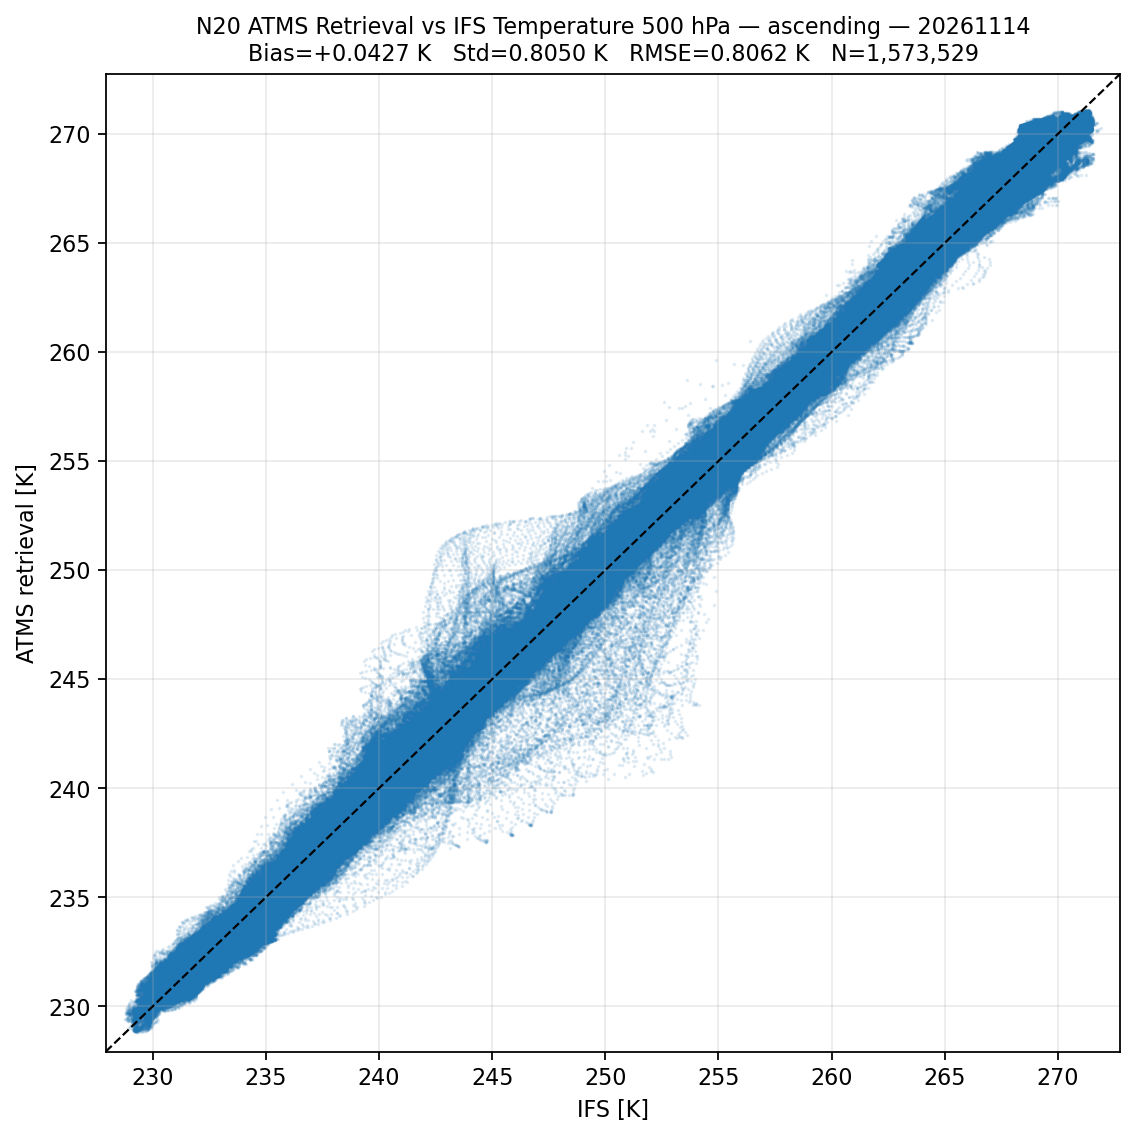 N20 ATMS Retrieval vs IFS Temperature 500 hPa — ascending — 20261114
Bias=+0.0427 K Std=0.8050 K RMSE=0.8062 K N=1,573,529
270
265
260
255
250
245
240
235
230
ATMS retrieval [K]
230 235 240 245 250 255 260 265 270
IFS [K]